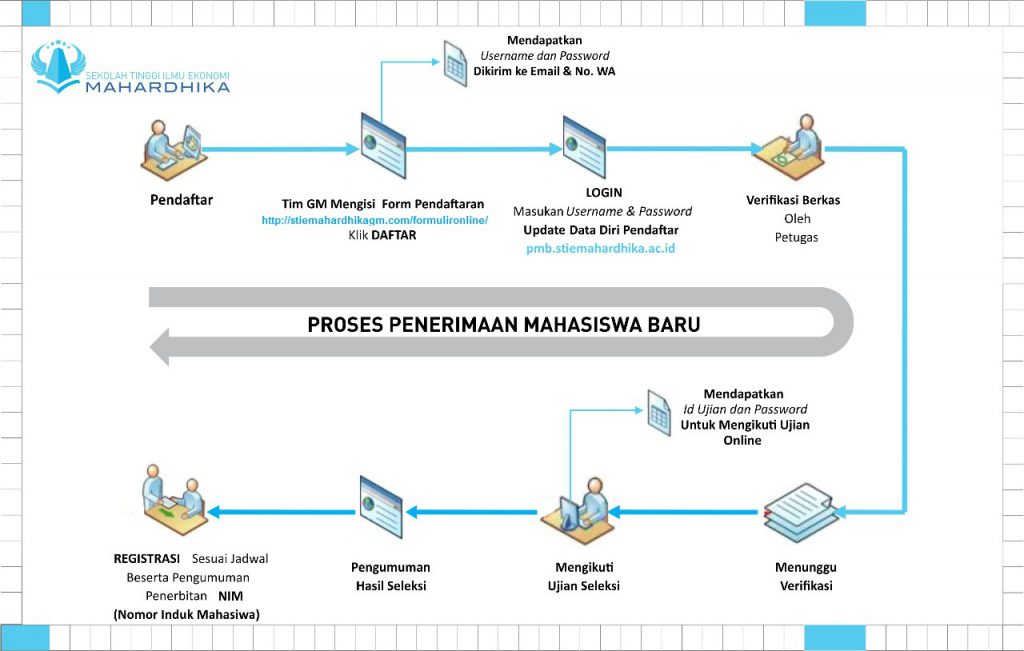 SEKOLAH TINGGI ILMU EKONOMI
MAHARDHIKA
Mendapatkan
Username dan Password
Dikirim ke Email & No. WA
Pendaftar
Tim GM Mengisi Form Pendaftaran
http://stiemahardhikagm.com/formulironline/
Klik DAFTAR
LOGIN
Masukan Username & Password
Update Data Diri Pendaftar
pmb.stiemahardhika.ac.id
Verifikasi Berkas
Oleh
Petugas
PROSES PENERIMAAN MAHASISWA BARU
Mendapatkan
Id Ujian dan Password
Untuk Mengikuti Ujian
Online
REGISTRASI Sesuai Jadwal
Beserta Pengumuman
Penerbitan NIM
(Nomor Induk Mahasiwa)
Pengumuman
Hasil Seleksi
Mengikuti
Ujian Seleksi
Menunggu
Verifikasi